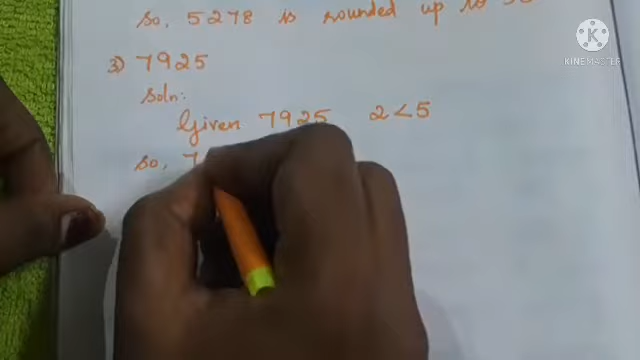 So, 5278 is rounded up to
3) 7925
Soln:
Given 7925 2<5
So, 7
KINEMASTER